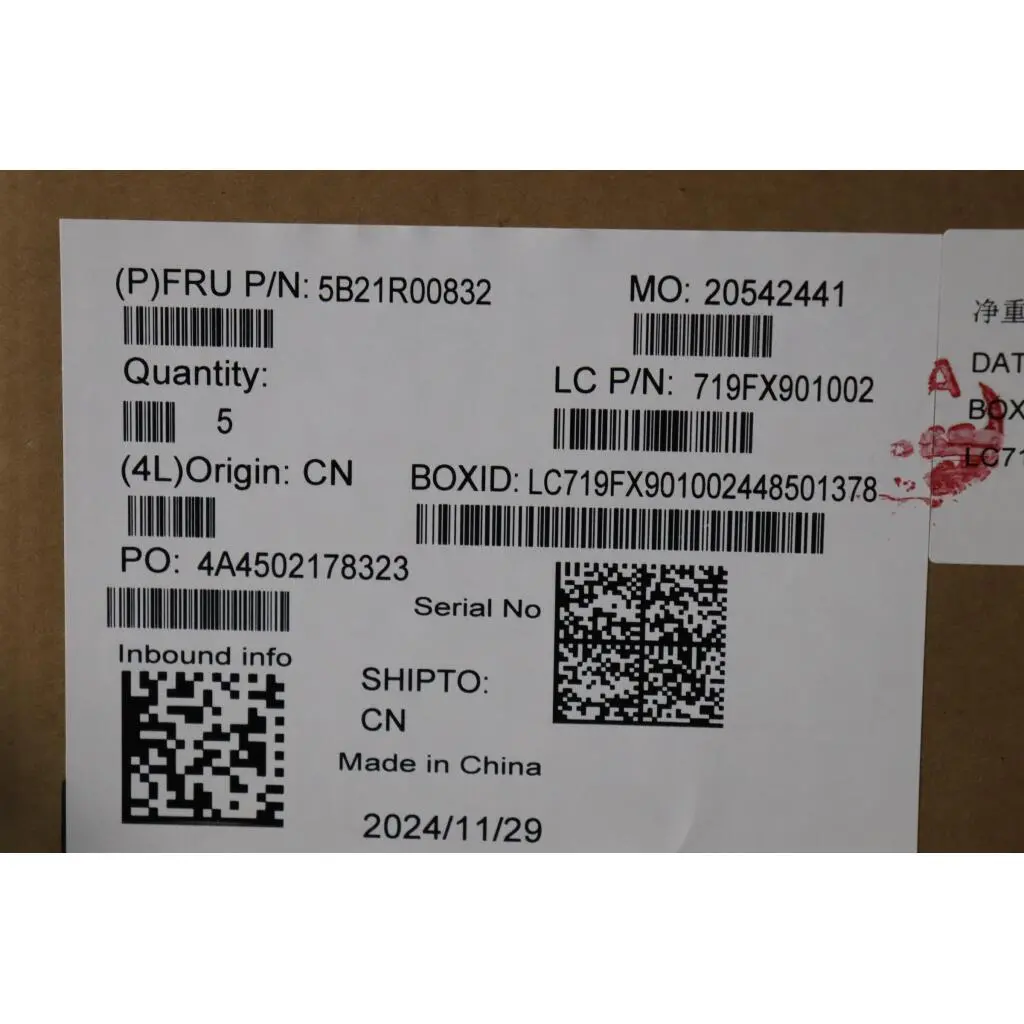 (P)FRU P/N: 5B21R00832
MO: 20542441
Quantity:
5
LC P/N: 719FX901002
(4L)Origin: CN
BOXID: LC719FX901002448501378
PO: 4A4502178323
Serial No
Inbound info
SHIPTO:
CN
Made in China
2024/11/29
净重
DAT
BOX
LC71
A